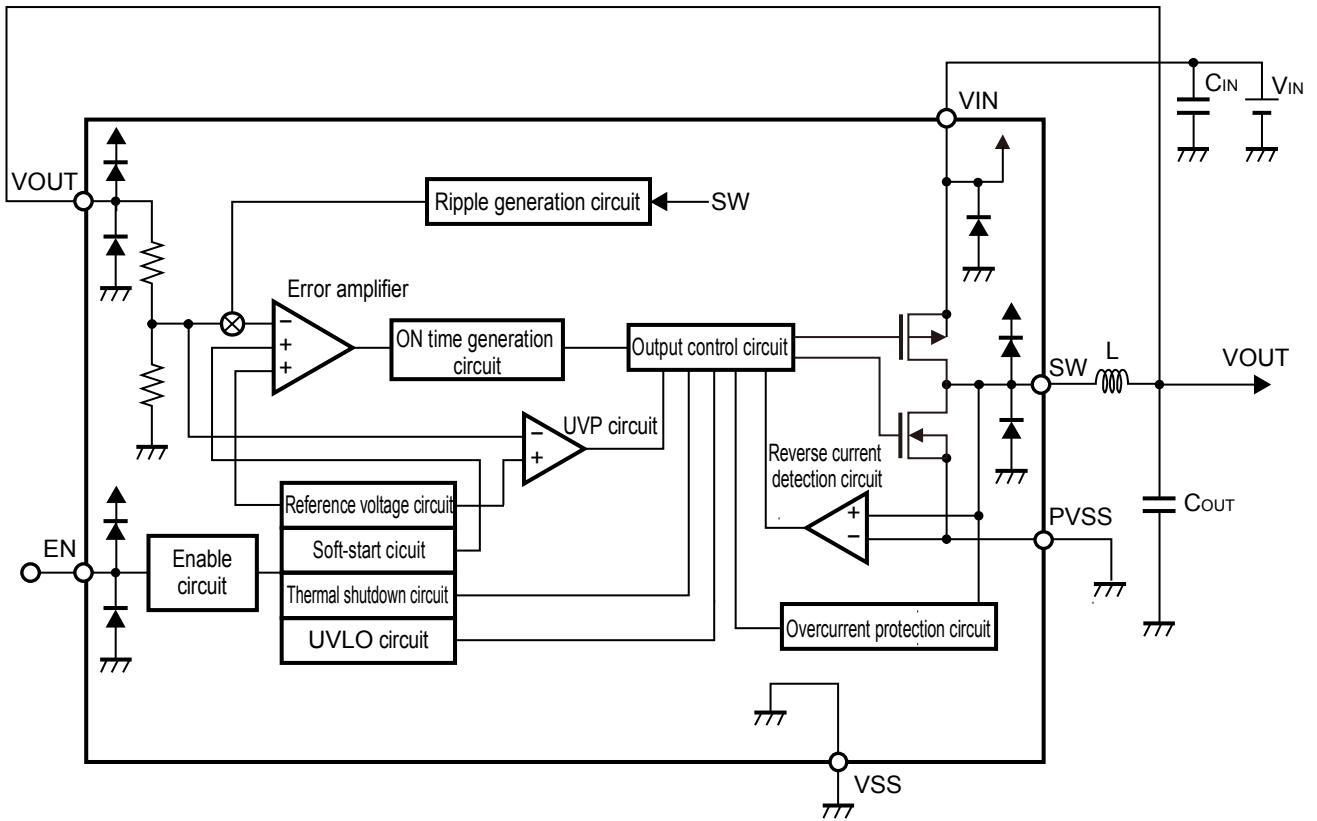 CIN
VIN
VIN
VOUT
Ripple generation circuit
SW
Error amplifier
−
+
+
ON time generation
circuit
Output control circuit
SW
L
VOUT
UVP circuit
−
+
Reverse current
detection circuit
+
−
Reference voltage circuit
Soft-start cicuit
Thermal shutdown circuit
UVLO circuit
EN
Enable
circuit
PVSS
COUT
Overcurrent protection circuit
VSS